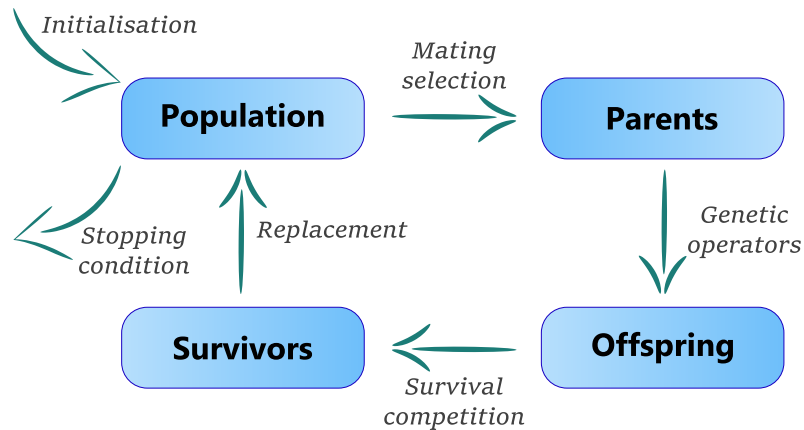 Initialisation
Mating
selection
Population
Parents
Stopping
condition
Replacement
Genetic
operators
Survivors
Offspring
Survival
competition